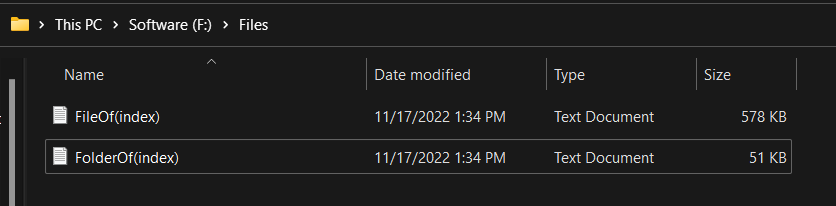 This PC > Software (F:) > Files
Name Date modified Type Size
FileOf(index) 11/17/2022 1:34 PM Text Document 578 KB
FolderOf(index) 11/17/2022 1:34 PM Text Document 51 KB